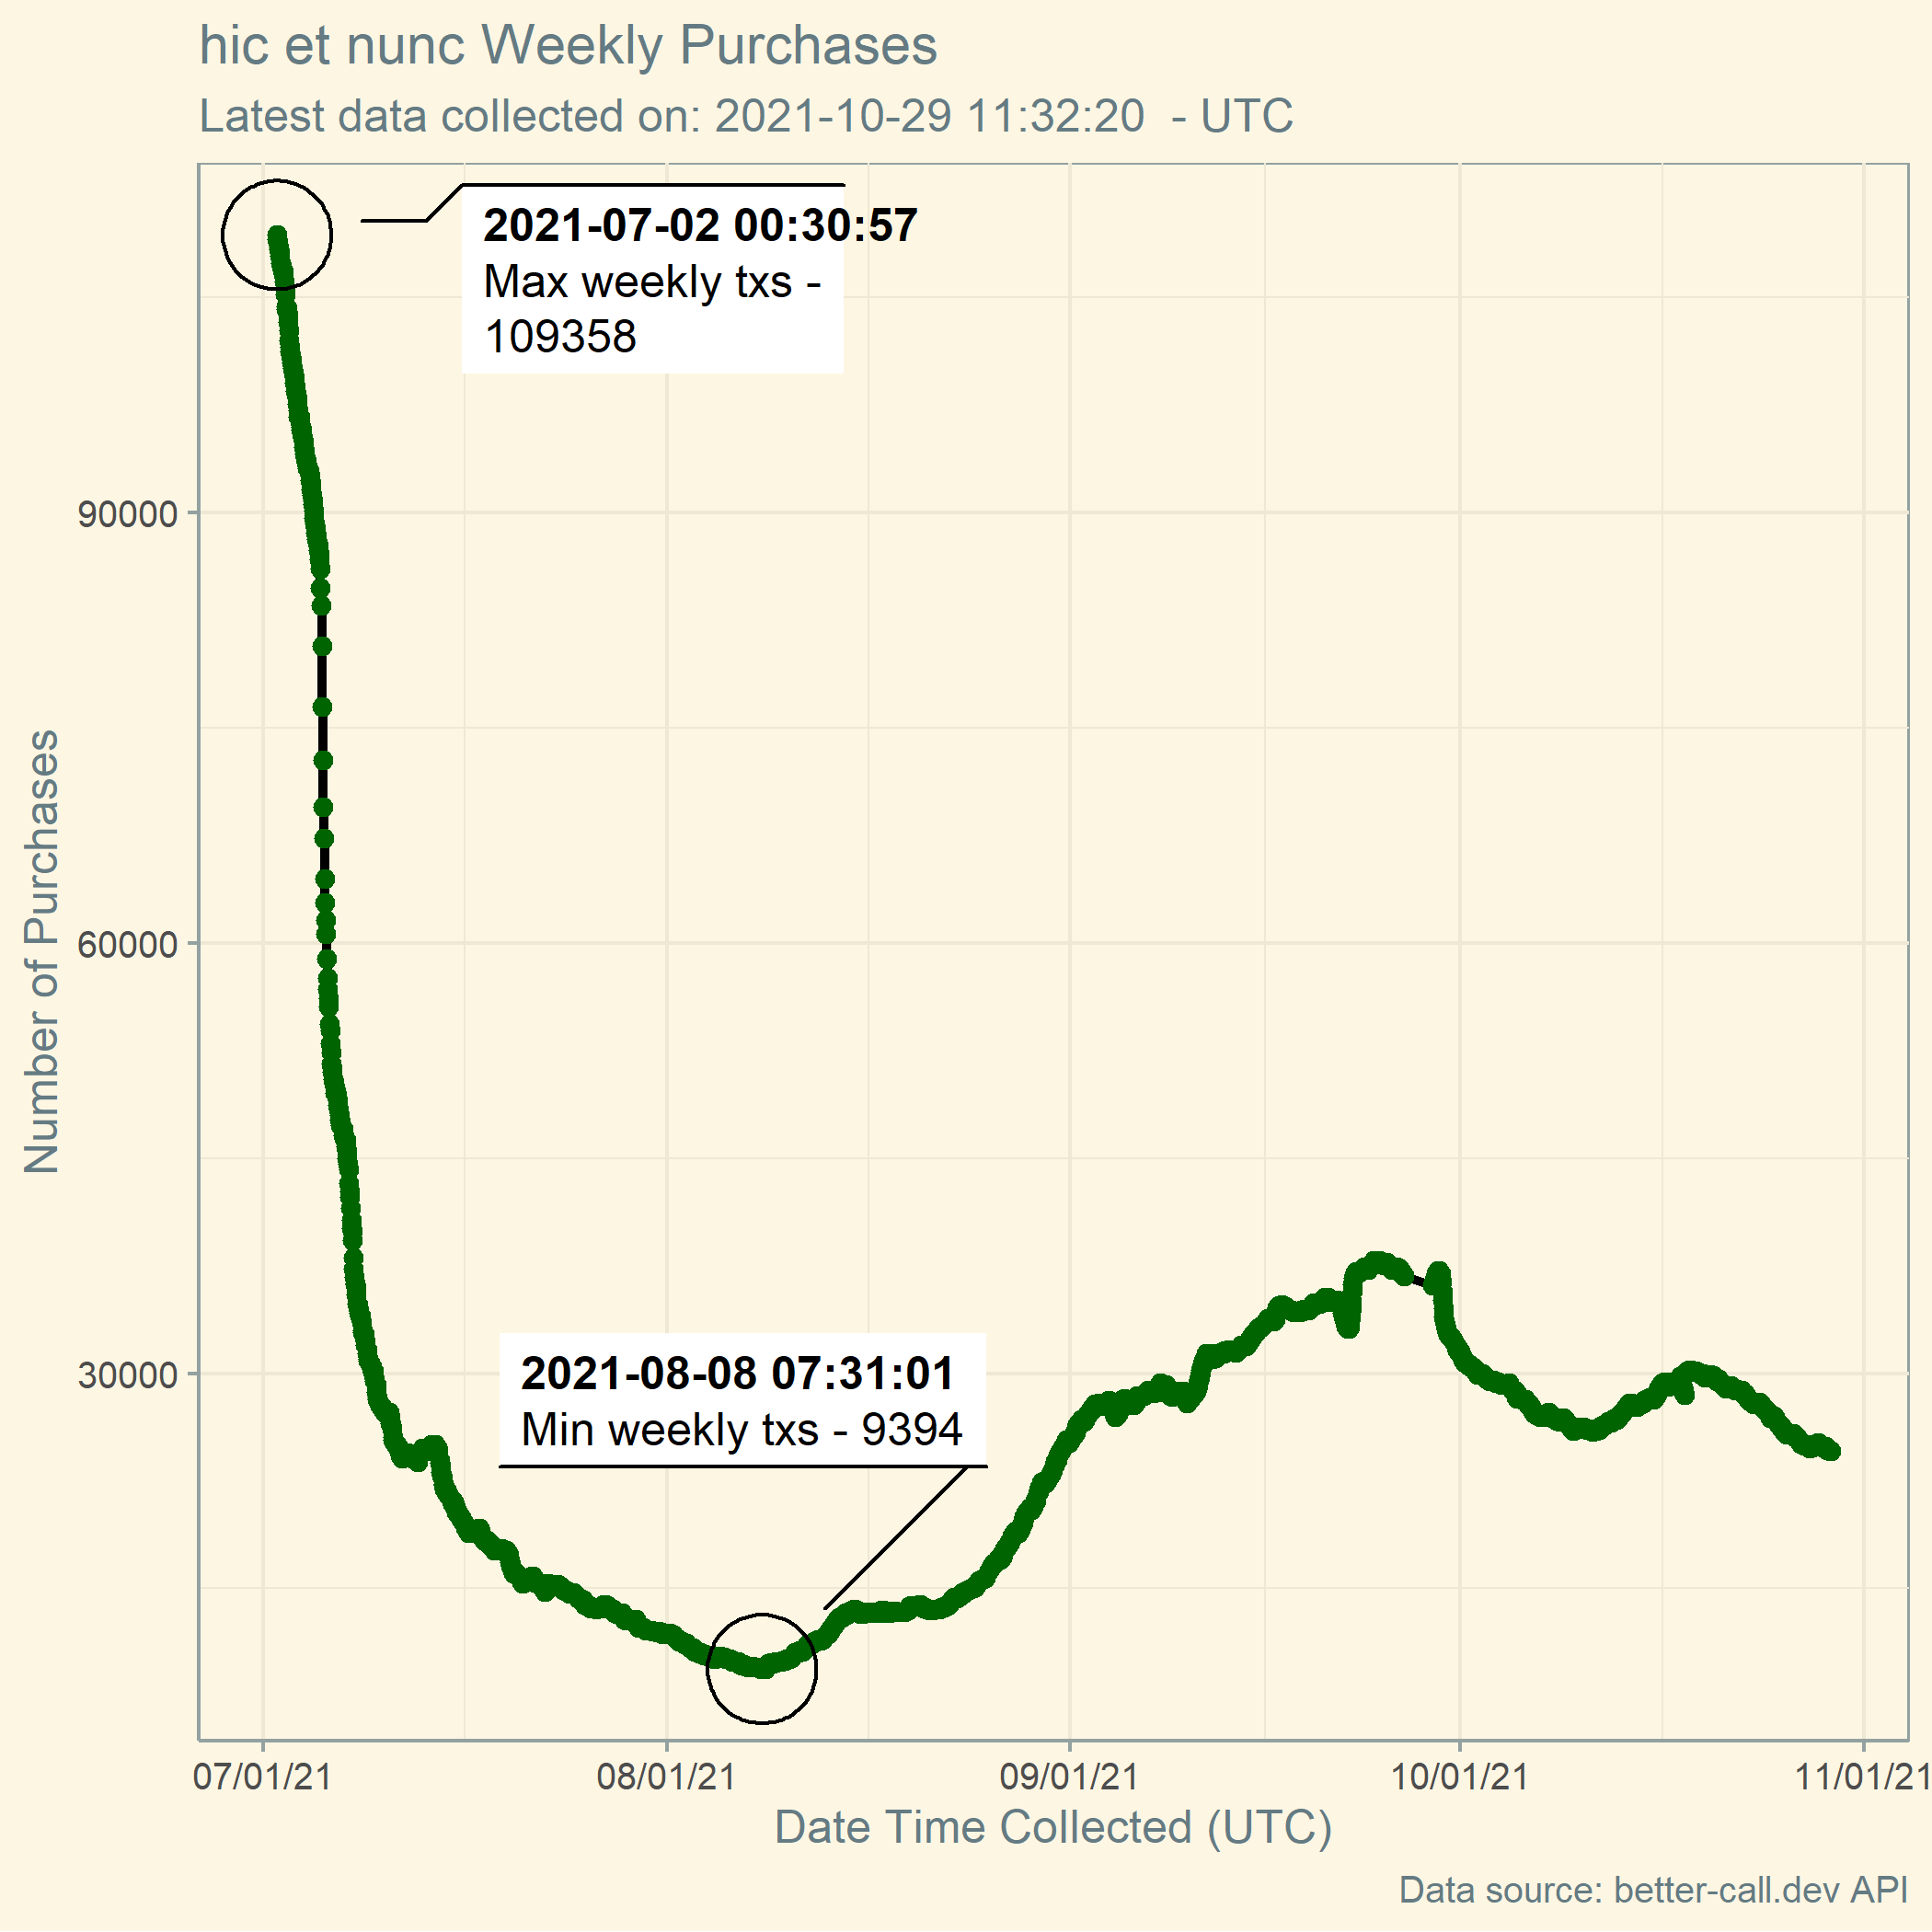 hic et nunc Weekly Purchases
Latest data collected on: 2021-10-29 11:32:20  - UTC
2021-07-02 00:30:57
Max weekly txs -
109358
90000
60000
30000
Number of Purchases
2021-08-08 07:31:01
Min weekly txs - 9394
07/01/21 08/01/21 09/01/21 10/01/21 11/01/21
Date Time Collected (UTC)
Data source: better-call.dev API